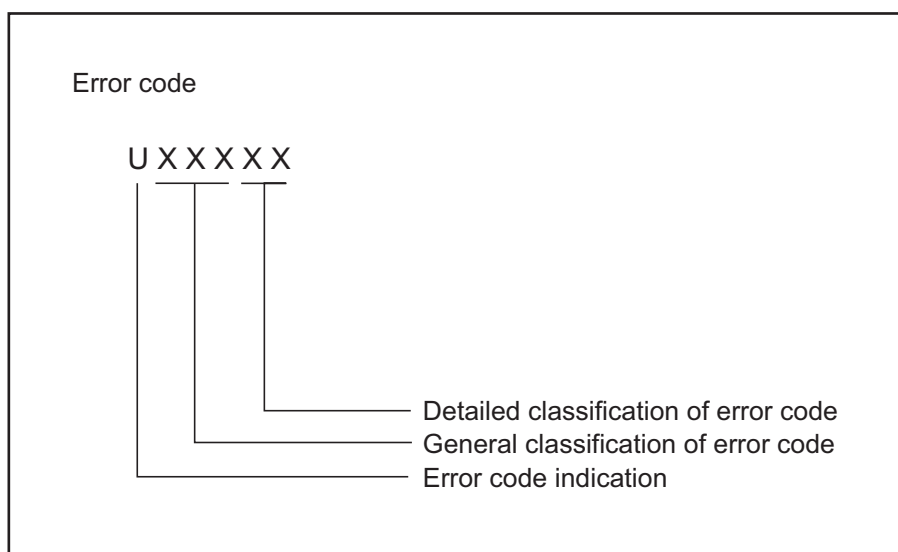 Error code
U X X X X X
Detailed classification of error code
General classification of error code
Error code indication